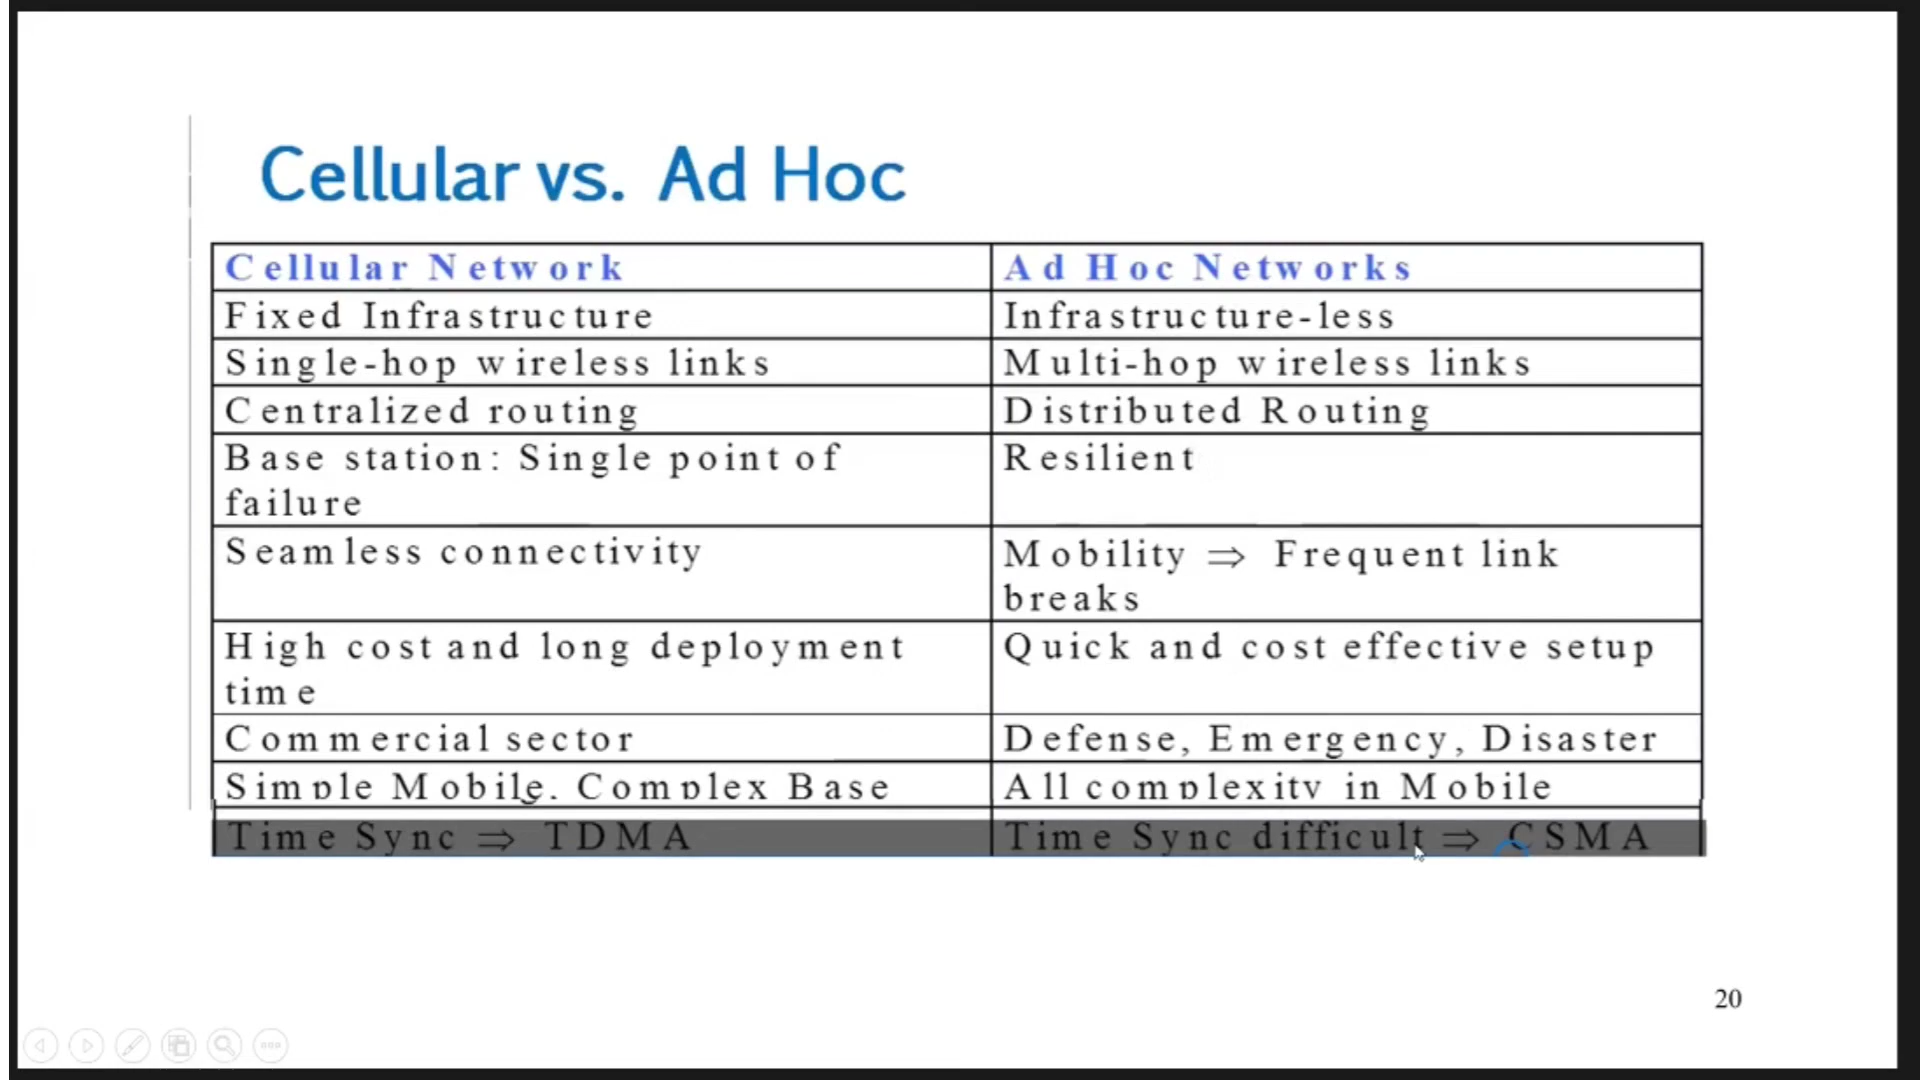 Cellular vs. Ad Hoc
Cellular Network
Ad Hoc Networks
Fixed Infrastructure
Infrastructure-less
Single-hop wireless links
Multi-hop wireless links
Centralized routing
Distributed Routing
Base station: Single point of
failure
Resilient
Seamless connectivity
Mobility ⇒ Frequent link
breaks
High cost and long deployment
time
Quick and cost effective setup
Commercial sector
Defense, Emergency, Disaster
Simple Mobile. Complex Base
All complexity in Mobile
Time Sync ⇒ TDMA
Time Sync difficult ⇒ CSMA
20